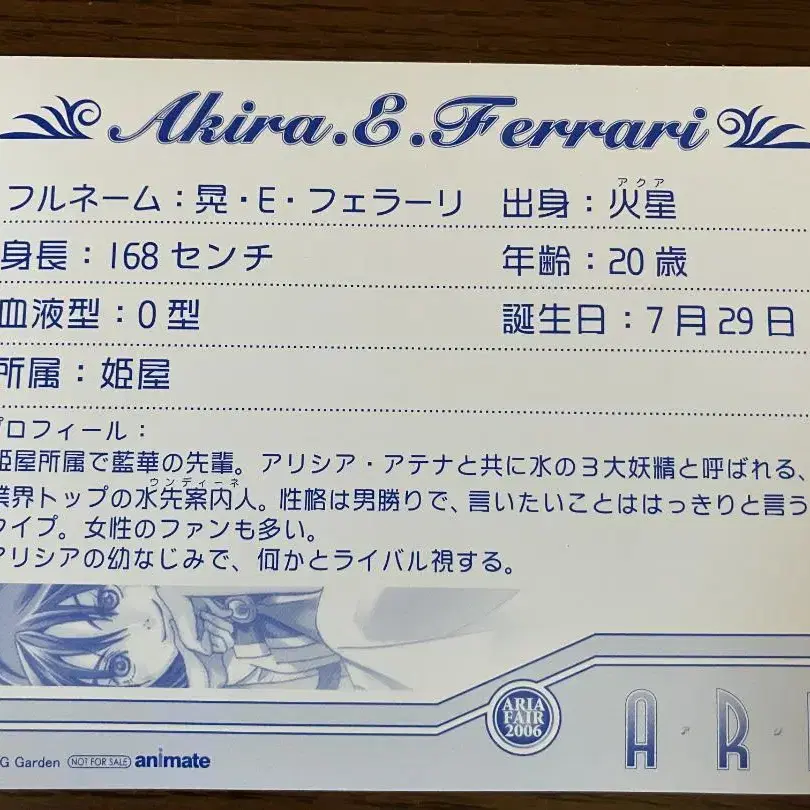 Akira.E.Ferrari
フルネーム：晃・E・フェラーリ 出身：火星
アクア
身長：168センチ 年齢：20歳
血液型：O型 誕生日：7月29日
所属：姫屋
プロフィール：
姫屋所属で藍華の先輩。アリシア・アテナと共に水の3大妖精と呼ばれる、
業界トップの水先案内人。性格は男勝りで、言いたいことははっきりと言う
ウンディーネ
タイプ。女性のファンも多い。
アリシアの幼なじみで、何かとライバル視する。
ARIA
FAIR
2006
AR
G Garden NOT FOR SALE animate